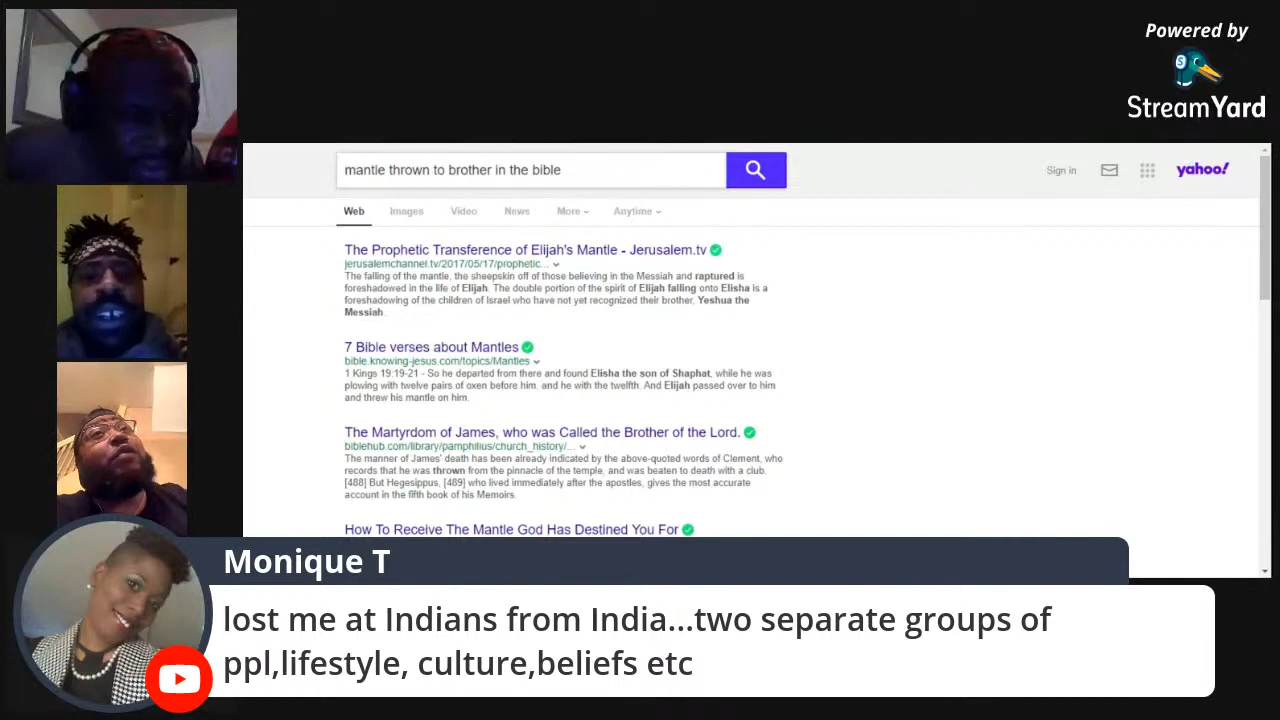 Powered by
StreamYard
mantle thrown to brother in the bible
Sign in
yahoo!
Web Images Video News More Anytime
The Prophetic Transference of Elijah's Mantle - Jerusalem.tv
jerusalemchannel.tv/2017/05/17/prophetic...
The falling of the mantle, the sheepskin off of those believing in the Messiah and raptured is
foreshadowed in the life of Elijah. The double portion of the spirit of Elijah falling onto Elisha is a
foreshadowing of the children of Israel who have not yet recognized their brother, Yeshua the
Messiah.
7 Bible verses about Mantles
bible.knowing-jesus.com/topics/Mantles
1 Kings 19:19-21 - So he departed from there and found Elisha the son of Shaphat, while he was
plowing with twelve pairs of oxen before him, and he with the twelfth. And Elijah passed over to him
and threw his mantle on him.
The Martyrdom of James, who was Called the Brother of the Lord.
biblehub.com/library/pamphilius/church_history/...
The manner of James' death has been already indicated by the above-quoted words of Clement, who
records that he was thrown from the pinnacle of the temple, and was beaten to death with a club.
[488] But Hegesippus, [489] who lived immediately after the apostles, gives the most accurate
account in the fifth book of his Memoirs.
How To Receive The Mantle God Has Destined You For
Monique T
lost me at Indians from India...two separate groups of
ppl,lifestyle, culture,beliefs etc